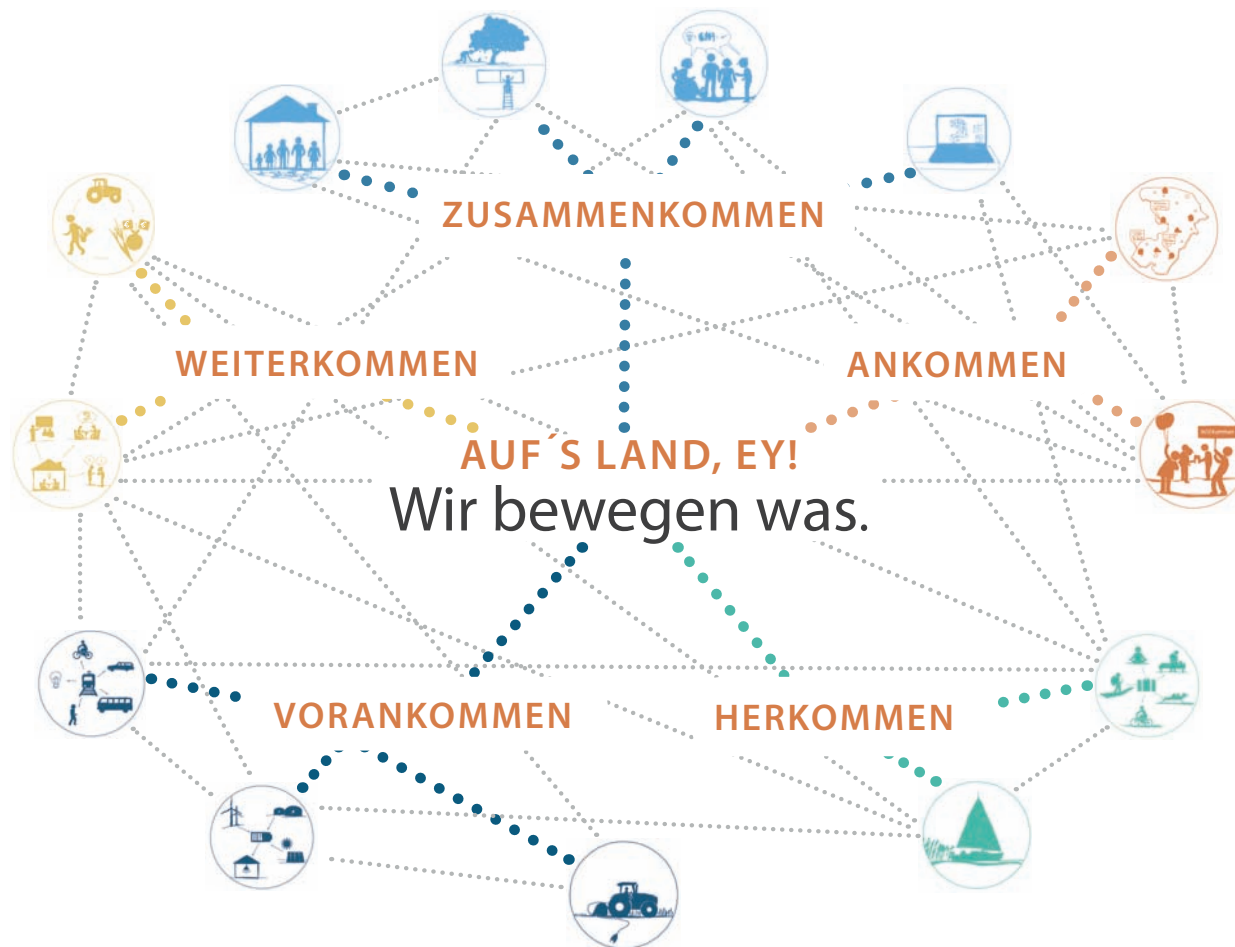 ZUSAMMENKOMMEN
WEITERKOMMEN
ANKOMMEN
AUF´S LAND, EY!
Wir bewegen was.
VORANKOMMEN
HERKOMMEN